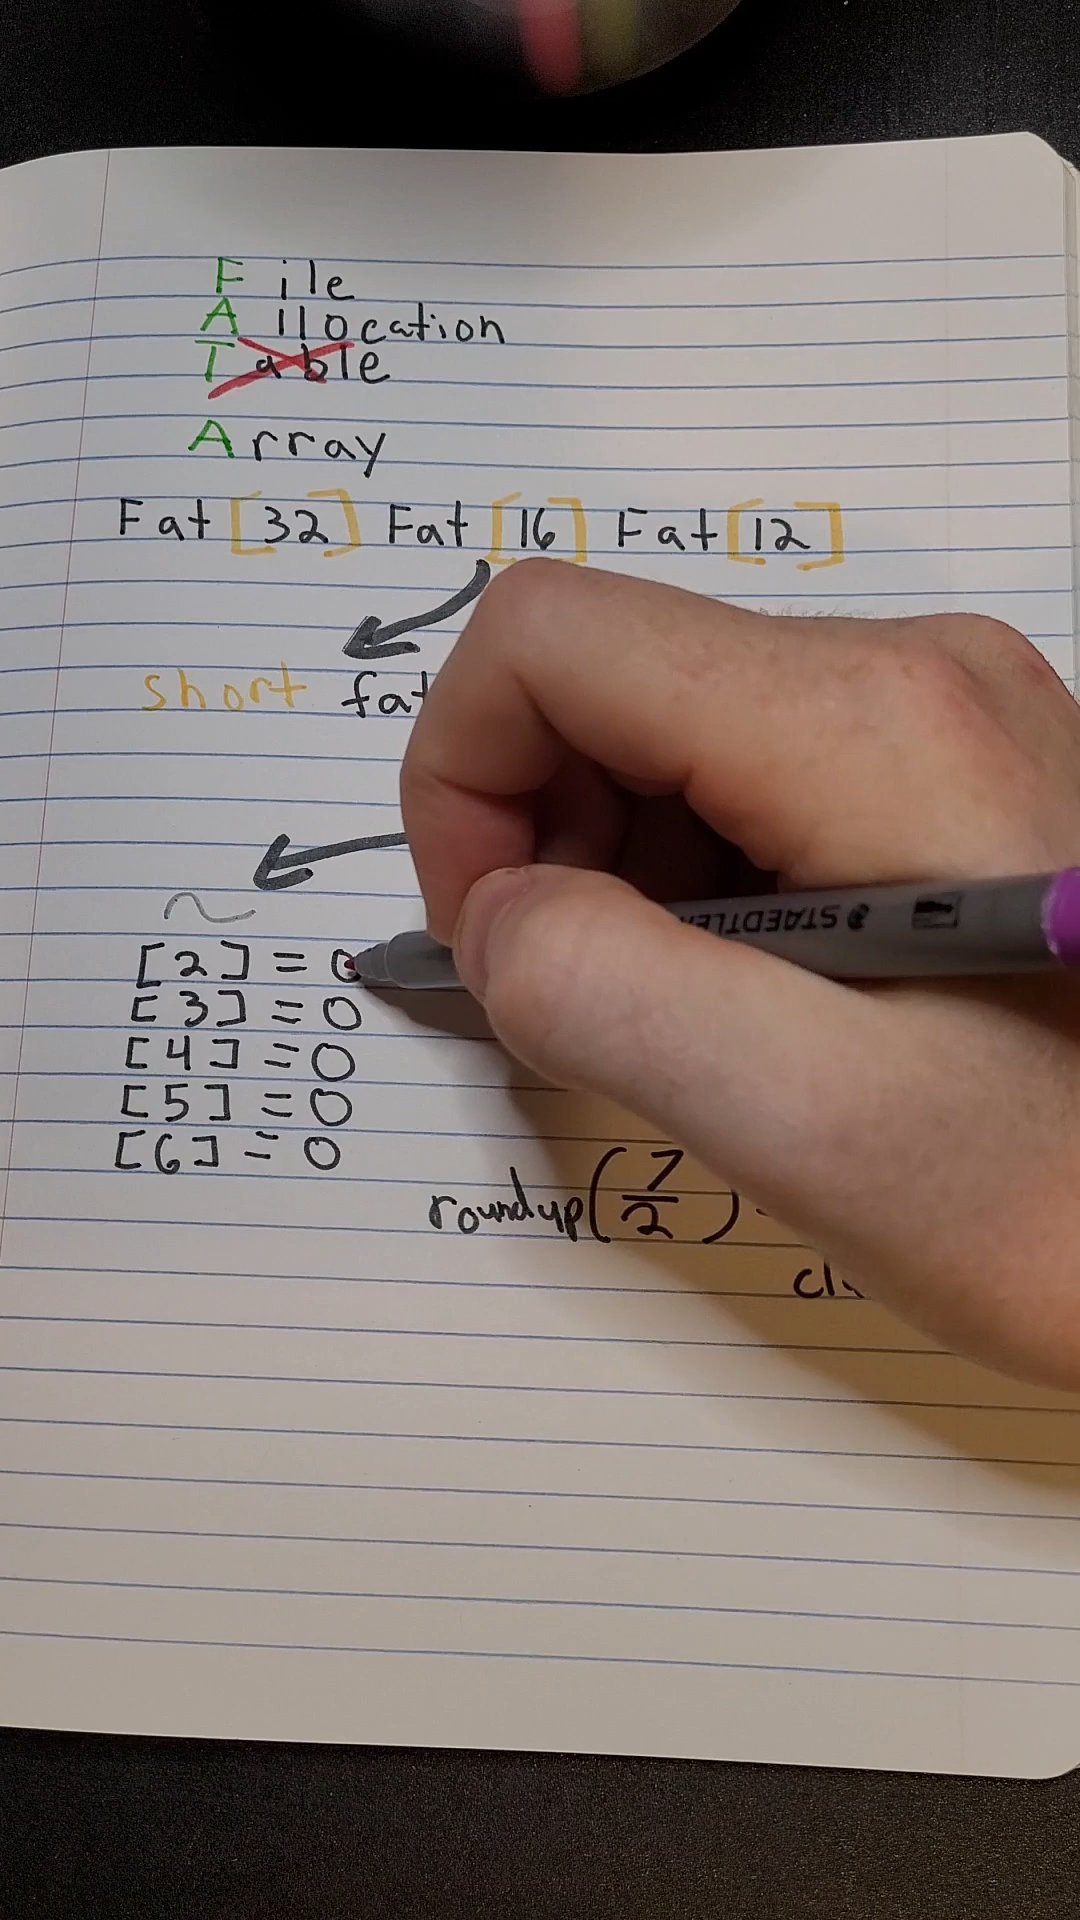 File
Allocation
Table
Array
Fat [32] Fat [16] Fat [12]
short fat
[2] = 0
[3] = 0
[4] = 0
[5] = 0
[6] = 0
roundup(7/2)
STAEDTLER